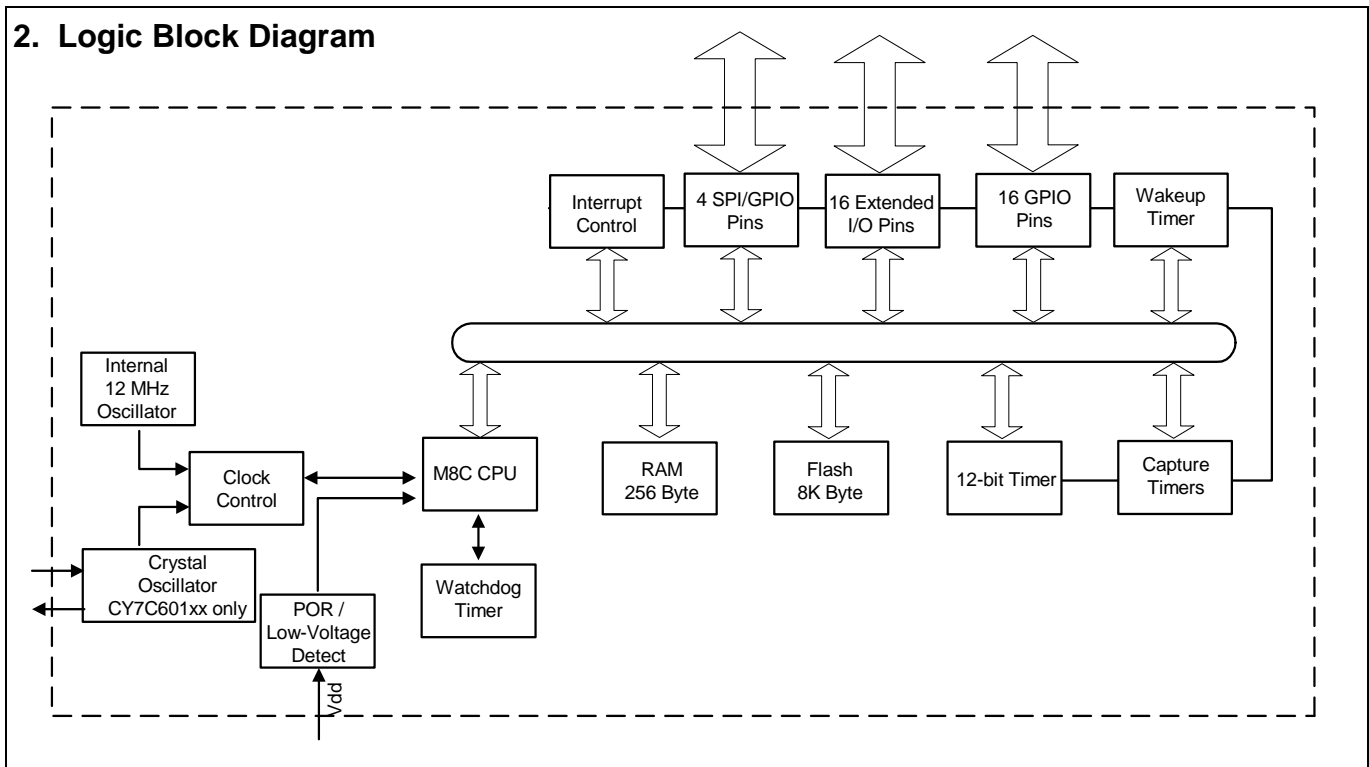 2. Logic Block Diagram
Interrupt
Control
4 SPI/GPIO
Pins
16 Extended
I/O Pins
16 GPIO
Pins
Wakeup
Timer
Internal
12 MHz
Oscillator
Clock
Control
Crystal
Oscillator
CY7C601xx only
POR /
Low-Voltage
Detect
Vdd
M8C CPU
Watchdog
Timer
RAM
256 Byte
Flash
8K Byte
12-bit Timer
Capture
Timers